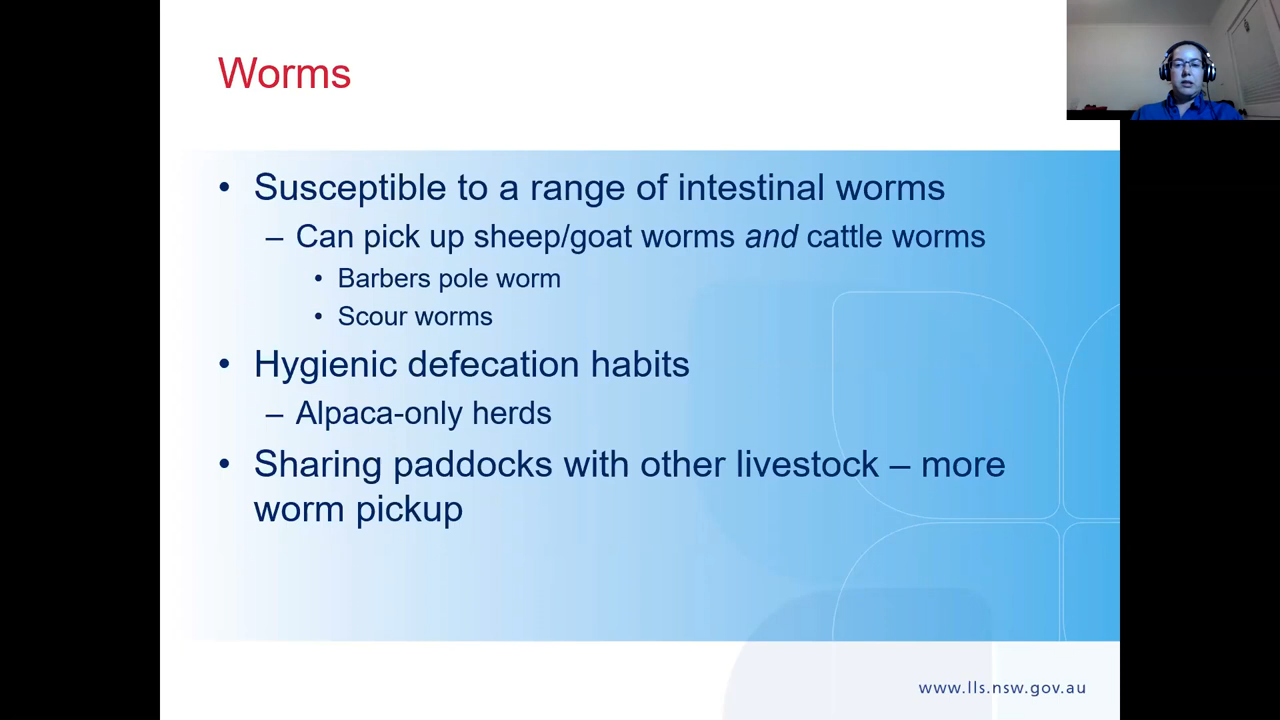 Worms
• Susceptible to a range of intestinal worms
– Can pick up sheep/goat worms and cattle worms
• Barbers pole worm
• Scour worms
• Hygienic defecation habits
– Alpaca-only herds
• Sharing paddocks with other livestock – more
worm pickup
www.lls.nsw.gov.au